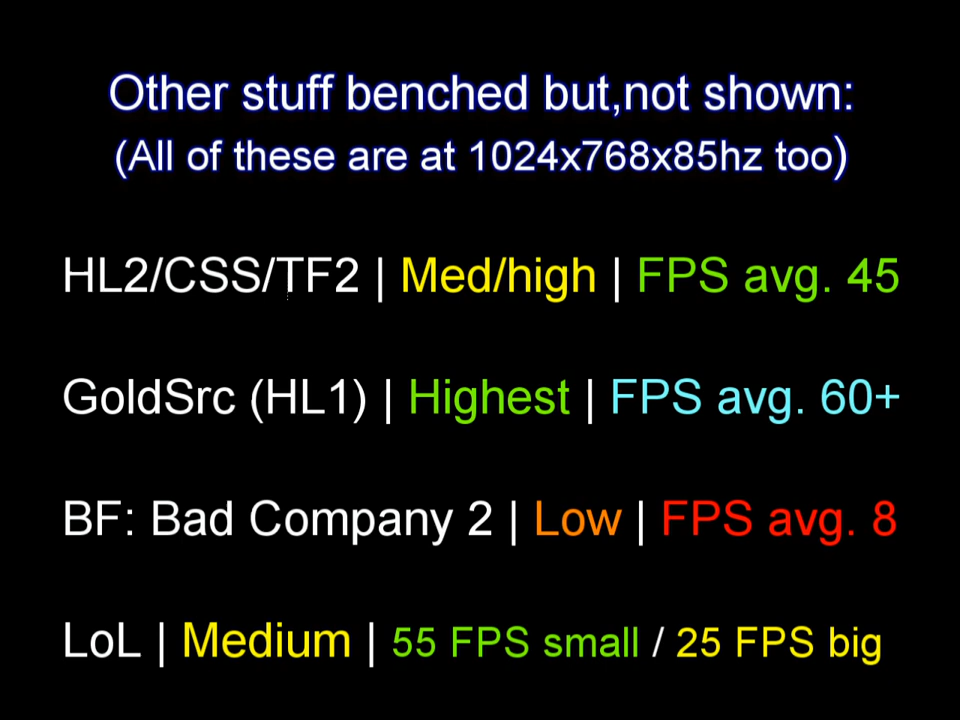 Other stuff benched but,not shown:
(All of these are at 1024x768x85hz too)
HL2/CSS/TF2 | Med/high | FPS avg. 45
GoldSrc (HL1) | Highest | FPS avg. 60+
BF: Bad Company 2 | Low | FPS avg. 8
LoL | Medium | 55 FPS small / 25 FPS big